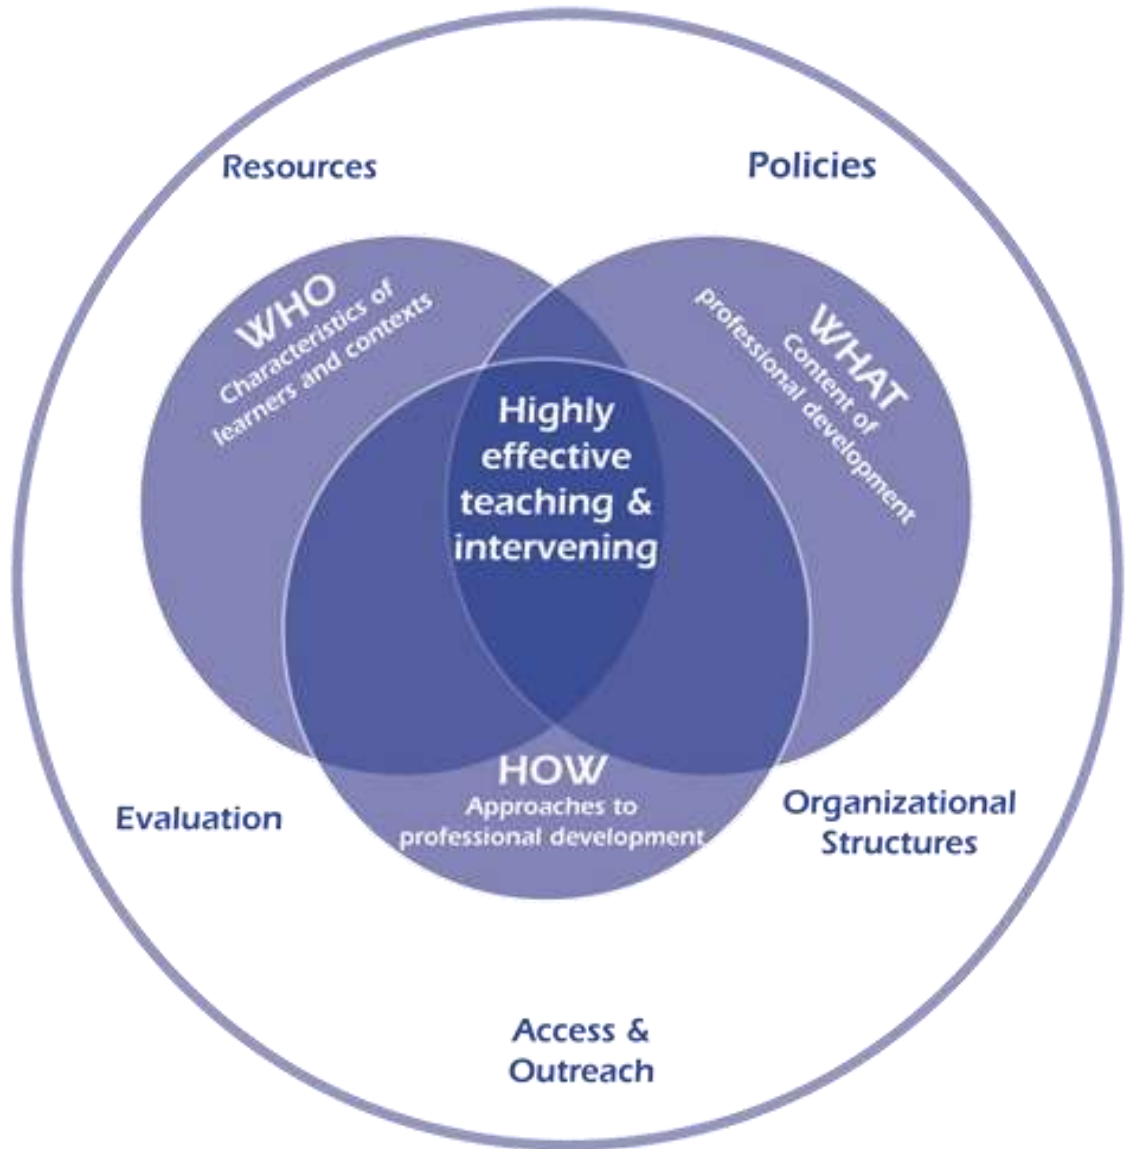 Resources
Policies
WHO
Characteristics of
learners and contexts
WHAT
Content of
professional development
Highly
effective
teaching &
intervening
HOW
Approaches to
professional development
Evaluation
Organizational
Structures
Access &
Outreach